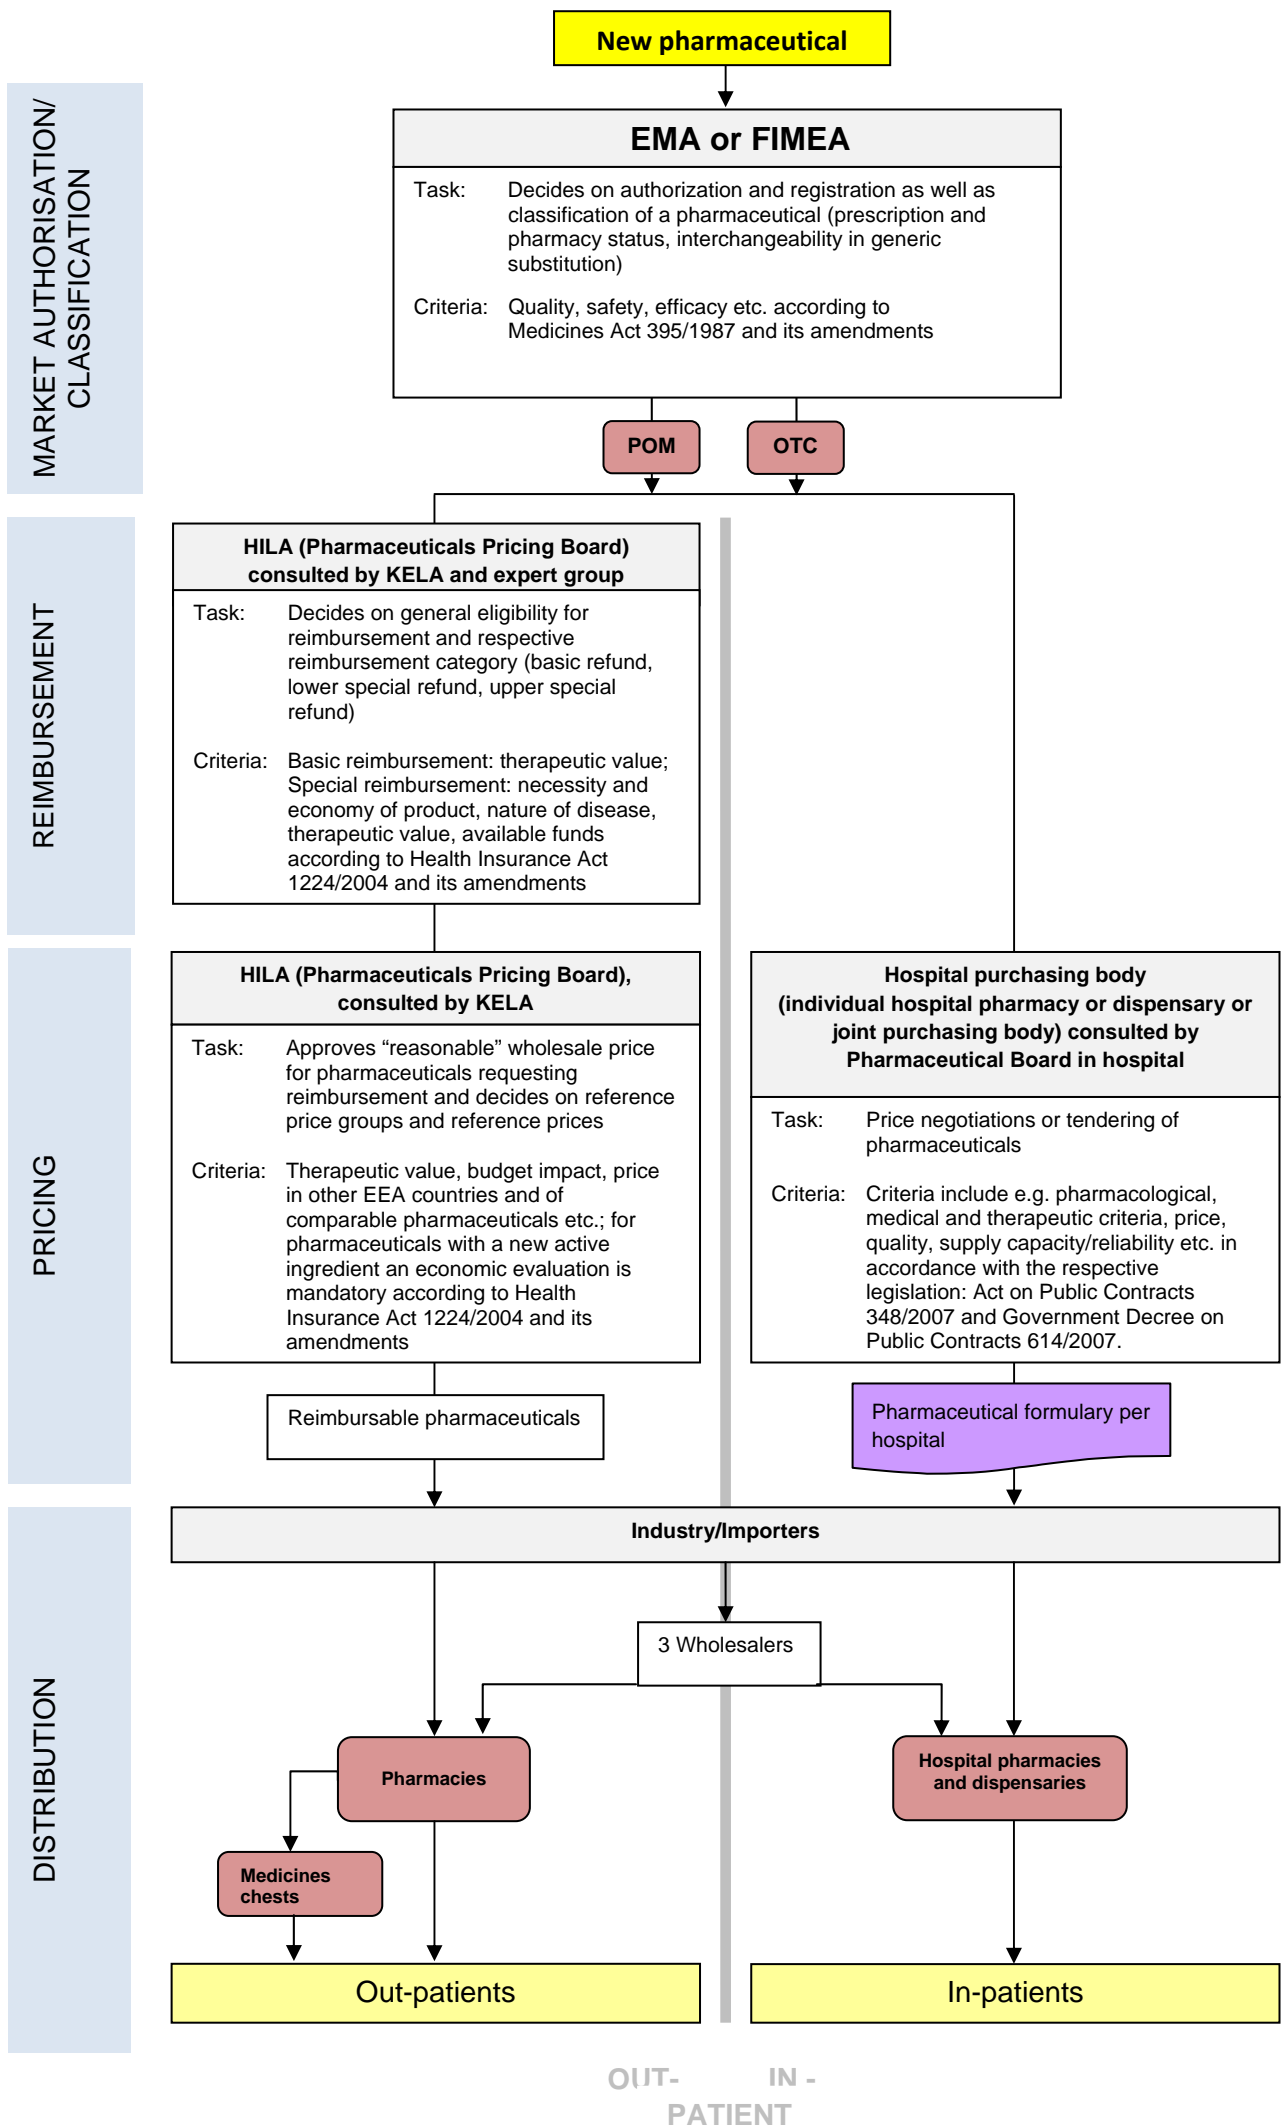 New pharmaceutical
MARKET AUTHORISATION/
CLASSIFICATION
EMA or FIMEA
Task: Decides on authorization and registration as well as
classification of a pharmaceutical (prescription and
pharmacy status, interchangeability in generic
substitution)
Criteria: Quality, safety, efficacy etc. according to
Medicines Act 395/1987 and its amendments
POM
OTC
REIMBURSEMENT
HILA (Pharmaceuticals Pricing Board)
consulted by KELA and expert group
Task: Decides on general eligibility for
reimbursement and respective
reimbursement category (basic refund,
lower special refund, upper special
refund)
Criteria: Basic reimbursement: therapeutic value;
Special reimbursement: necessity and
economy of product, nature of disease,
therapeutic value, available funds
according to Health Insurance Act
1224/2004 and its amendments
PRICING
HILA (Pharmaceuticals Pricing Board),
consulted by KELA
Task: Approves “reasonable” wholesale price
for pharmaceuticals requesting
reimbursement and decides on reference
price groups and reference prices
Criteria: Therapeutic value, budget impact, price
in other EEA countries and of
comparable pharmaceuticals etc.; for
pharmaceuticals with a new active
ingredient an economic evaluation is
mandatory according to Health
Insurance Act 1224/2004 and its
amendments
Hospital purchasing body
(individual hospital pharmacy or dispensary or
joint purchasing body) consulted by
Pharmaceutical Board in hospital
Task: Price negotiations or tendering of
pharmaceuticals
Criteria: Criteria include e.g. pharmacological,
medical and therapeutic criteria, price,
quality, supply capacity/reliability etc. in
accordance with the respective
legislation: Act on Public Contracts
348/2007 and Government Decree on
Public Contracts 614/2007.
Reimbursable pharmaceuticals
Pharmaceutical formulary per
hospital
DISTRIBUTION
Industry/Importers
3 Wholesalers
Pharmacies
Hospital pharmacies
and dispensaries
Medicines
chests
Out-patients
In-patients
OUT- IN -
PATIENT